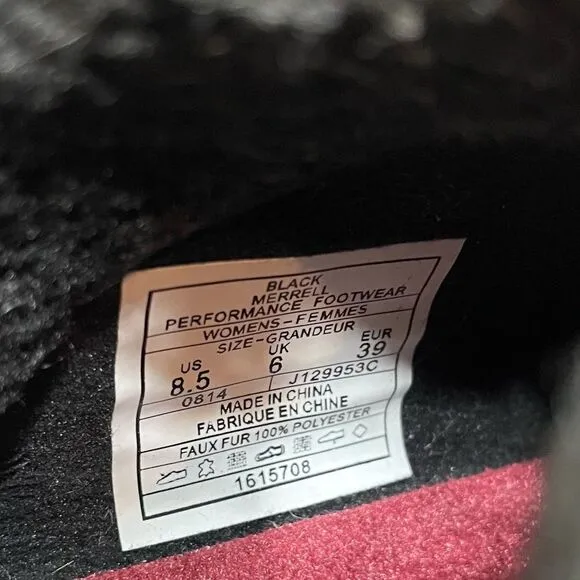 BLACK
MERRELL
PERFORMANCE FOOTWEAR
WOMENS-FEMMES
SIZE-GRANDEUR
US UK EUR
8.5 6 39
0814 J129953C
MADE IN CHINA
FABRIQUE EN CHINE
FAUX FUR 100% POLYESTER
1615708